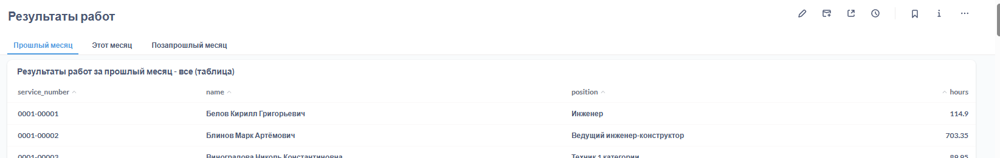 Результаты работ
Прошлый месяц Этот месяц Позапрошлый месяц
Результаты работ за прошлый месяц - все (таблица)
service_number name position hours
0001-00001 Белов Кирилл Григорьевич Инженер 114.9
0001-00002 Блинов Марк Артёмович Ведущий инженер-конструктор 703.35
0001-00003 Виноградова Николь Константиновна Техник 1 категории 89.95